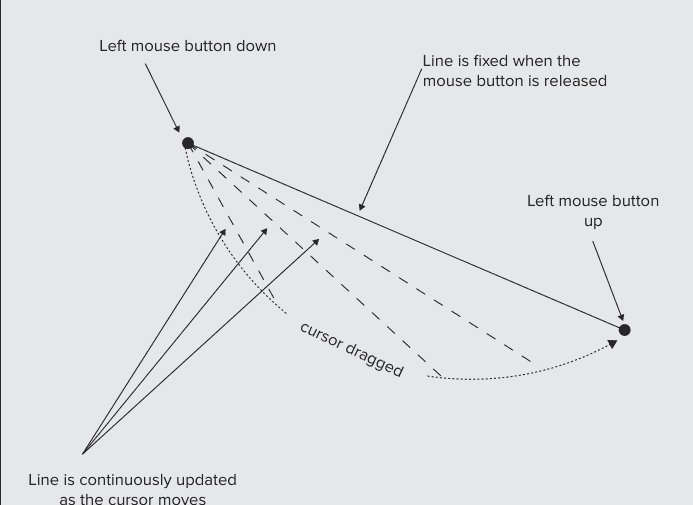 Left mouse button down
Line is fixed when the
mouse button is released
Left mouse button
up
cursor dragged
Line is continuously updated
as the cursor moves